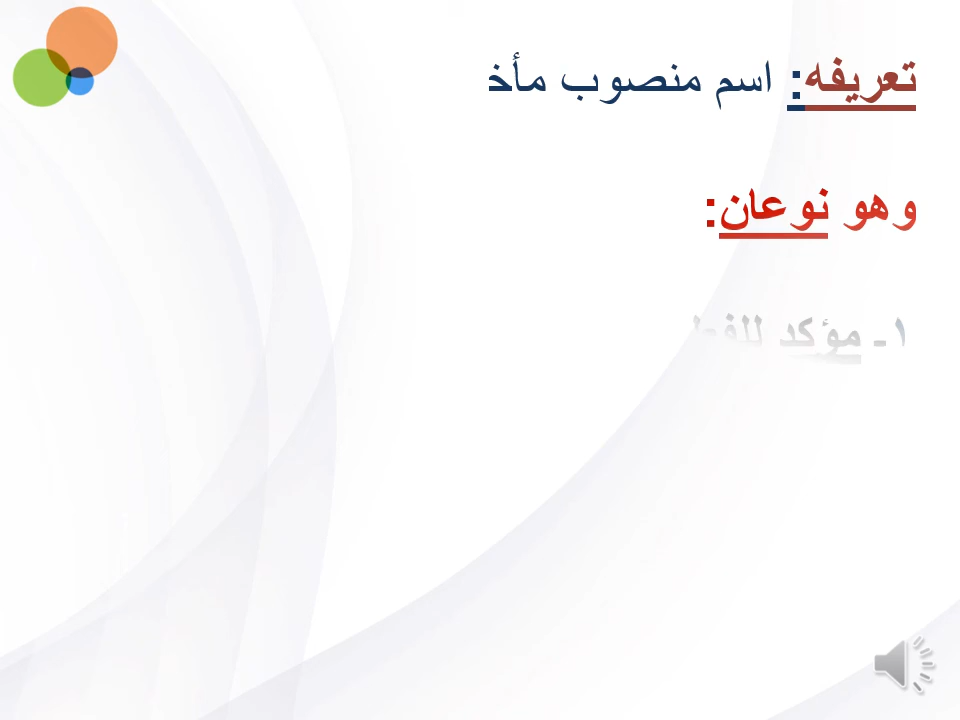 تعريفه: اسم منصوب مأخ
وهو نوعان:
١- مؤكد